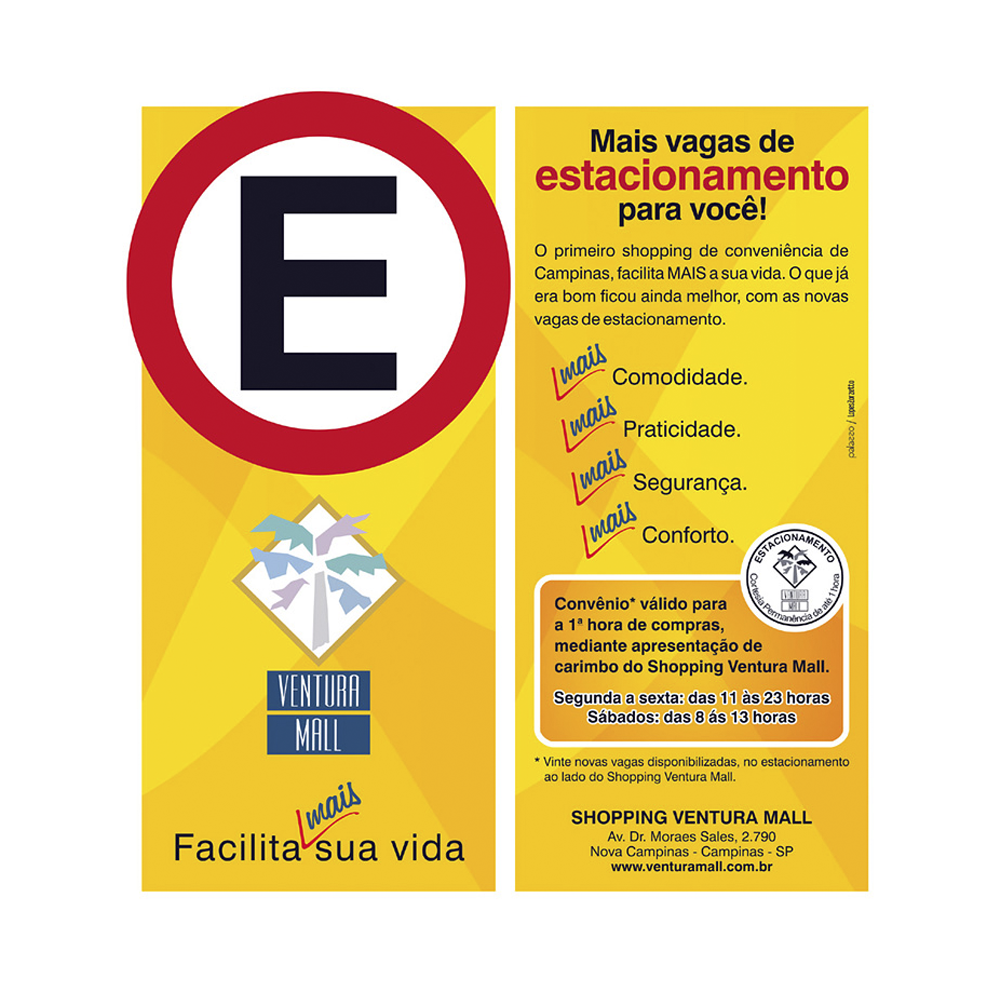 E
VENTURA
MALL
mais
Facilita sua vida
Mais vagas de
estacionamento
para você!
O primeiro shopping de conveniência de
Campinas, facilita MAIS a sua vida. O que já
era bom ficou ainda melhor, com as novas
vagas de estacionamento.
mais Comodidade.
mais Praticidade.
mais Segurança.
mais Conforto.
ESTACIONAMENTO
VENTURA
MALL
Cortesia Permanência de até 1 hora
Convênio* válido para
a 1ª hora de compras,
mediante apresentação de
carimbo do Shopping Ventura Mall.
Segunda a sexta: das 11 às 23 horas
Sábados: das 8 ás 13 horas
* Vinte novas vagas disponibilizadas, no estacionamento
ao lado do Shopping Ventura Mall.
SHOPPING VENTURA MALL
Av. Dr. Moraes Sales, 2.790
Nova Campinas - Campinas - SP
www.venturamall.com.br